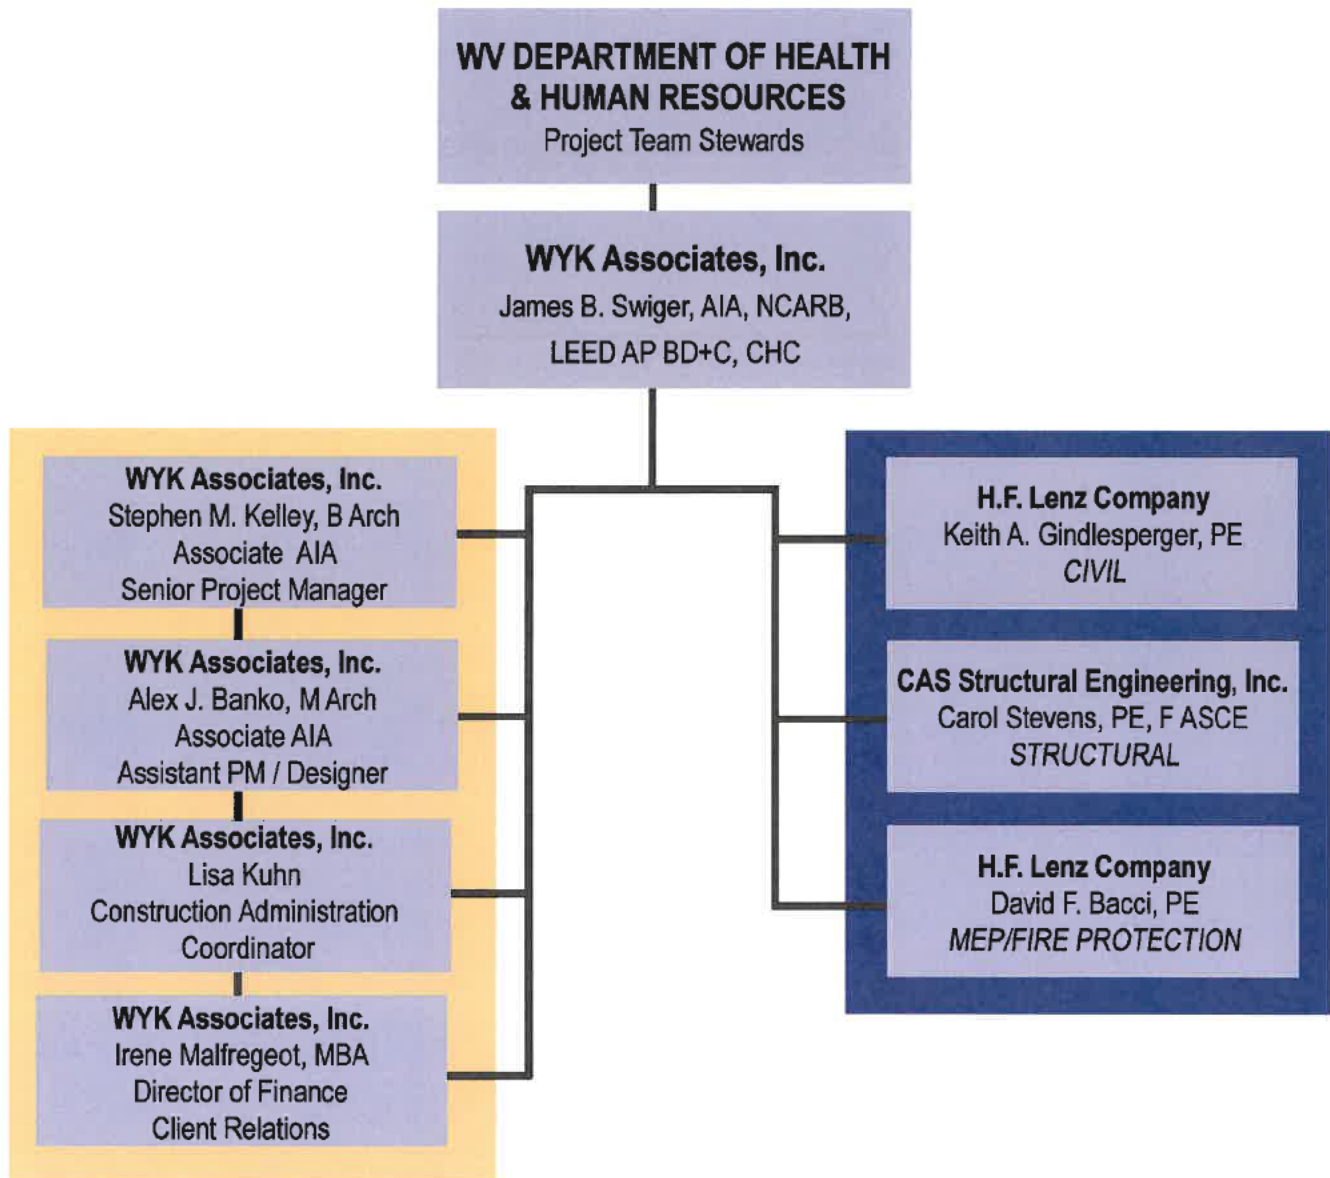 WV DEPARTMENT OF HEALTH
& HUMAN RESOURCES
Project Team Stewards
WYK Associates, Inc.
James B. Swiger, AIA, NCARB,
LEED AP BD+C, CHC
WYK Associates, Inc.
Stephen M. Kelley, B Arch
Associate AIA
Senior Project Manager
WYK Associates, Inc.
Alex J. Banko, M Arch
Associate AIA
Assistant PM / Designer
WYK Associates, Inc.
Lisa Kuhn
Construction Administration
Coordinator
WYK Associates, Inc.
Irene Malfregeot, MBA
Director of Finance
Client Relations
H.F. Lenz Company
Keith A. Gindlesperger, PE
CIVIL
CAS Structural Engineering, Inc.
Carol Stevens, PE, F ASCE
STRUCTURAL
H.F. Lenz Company
David F. Bacci, PE
MEP/FIRE PROTECTION